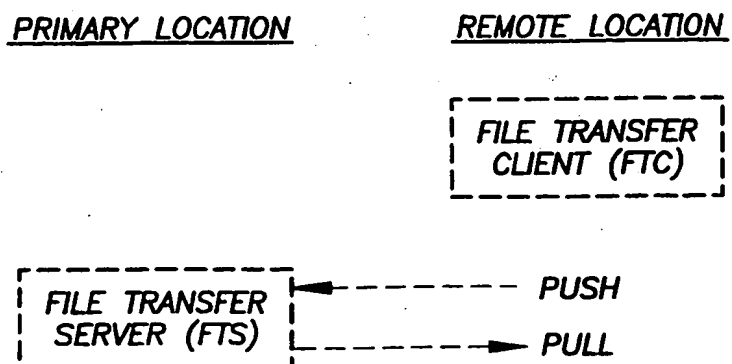 PRIMARY LOCATION
REMOTE LOCATION
FILE TRANSFER
CLIENT (FTC)
FILE TRANSFER
SERVER (FTS)
PUSH
PULL